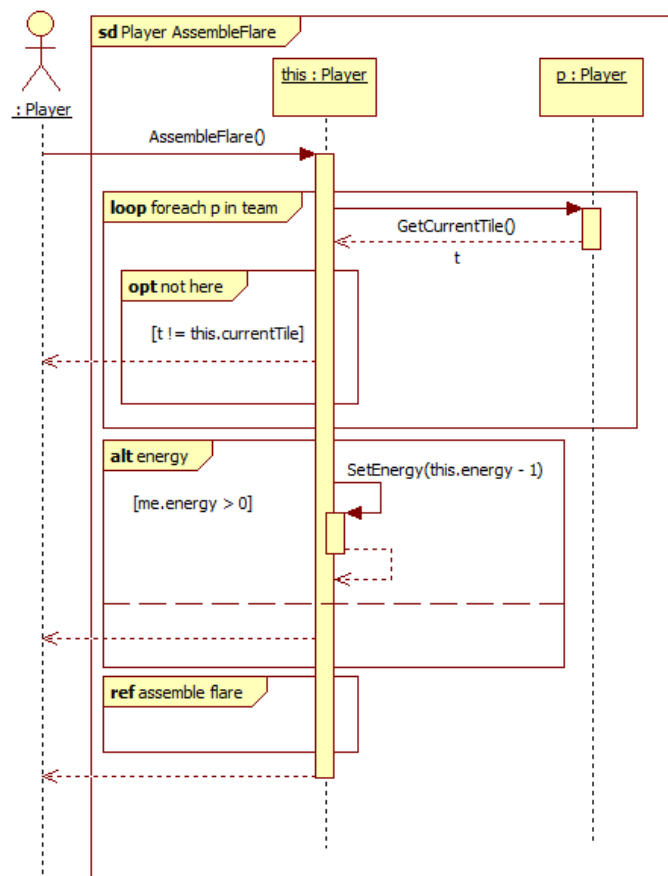 sd Player AssembleFlare
: Player
this : Player
p : Player
AssembleFlare()
loop foreach p in team
GetCurrentTile()
t
opt not here
[t != this.currentTile]
alt energy
SetEnergy(this.energy - 1)
[me.energy > 0]
ref assemble flare